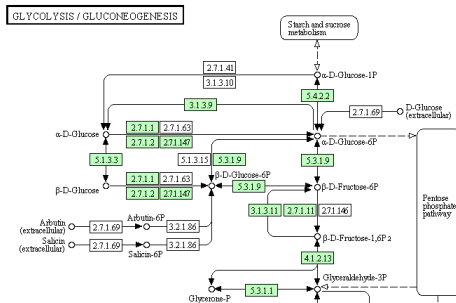 GLYCOLYSIS / GLUCONEOGENESIS
Starch and sucrose
metabolism
2.7.1.41
3.1.3.10
α-D-Glucose-1P
3.1.3.9
5.4.2.2
2.7.1.69
D-Glucose
(extracellular)
α-D-Glucose
2.7.1.1
2.7.1.63
2.7.1.2
2.7.1.147
α-D-Glucose-6P
5.1.3.3
5.1.3.15
5.3.1.9
5.3.1.9
β-D-Glucose-6P
β-D-Glucose
2.7.1.1
2.7.1.63
2.7.1.2
2.7.1.147
5.3.1.9
β-D-Fructose-6P
Pentose
phosphate
pathway
3.1.3.11
2.7.1.11
2.7.1.146
Arbutin
(extracellular)
2.7.1.69
Arbutin-6P
3.2.1.86
β-D-Fructose-1,6P2
Salicin
(extracellular)
2.7.1.69
Salicin-6P
3.2.1.86
4.1.2.13
Glyceraldehyde-3P
5.3.1.1
Glycerone-P